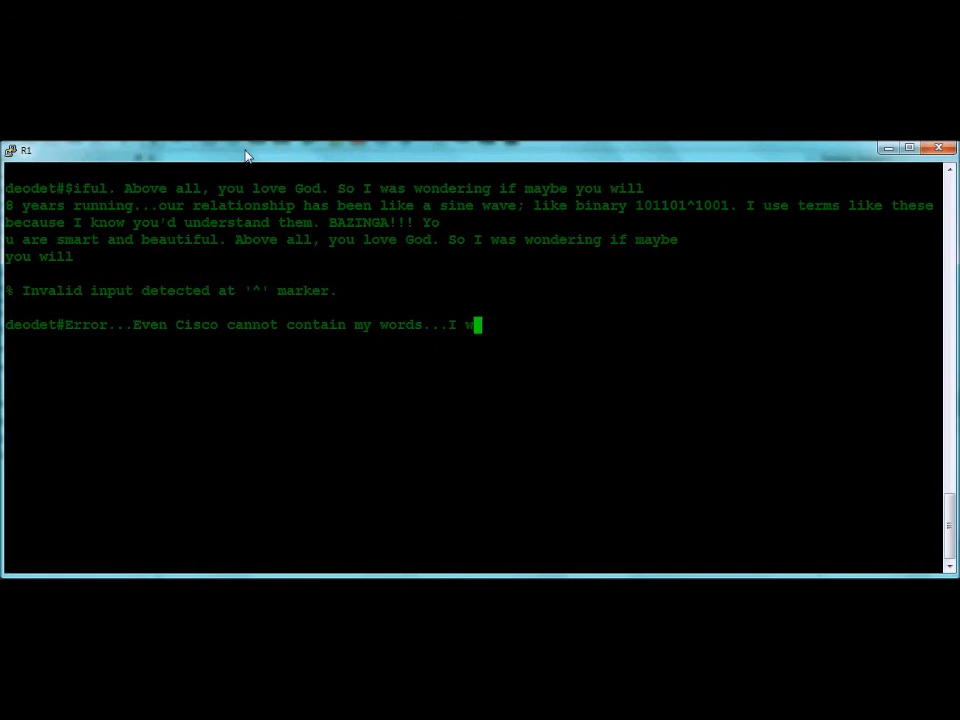 R1
deodet#$iful. Above all, you love God. So I was wondering if maybe you will
8 years running...our relationship has been like a sine wave; like binary 101101^1001. I use terms like these
because I know you'd understand them. BAZINGA!!! Yo
u are smart and beautiful. Above all, you love God. So I was wondering if maybe
you will
% Invalid input detected at '^' marker.
deodet#Error...Even Cisco cannot contain my words...I w